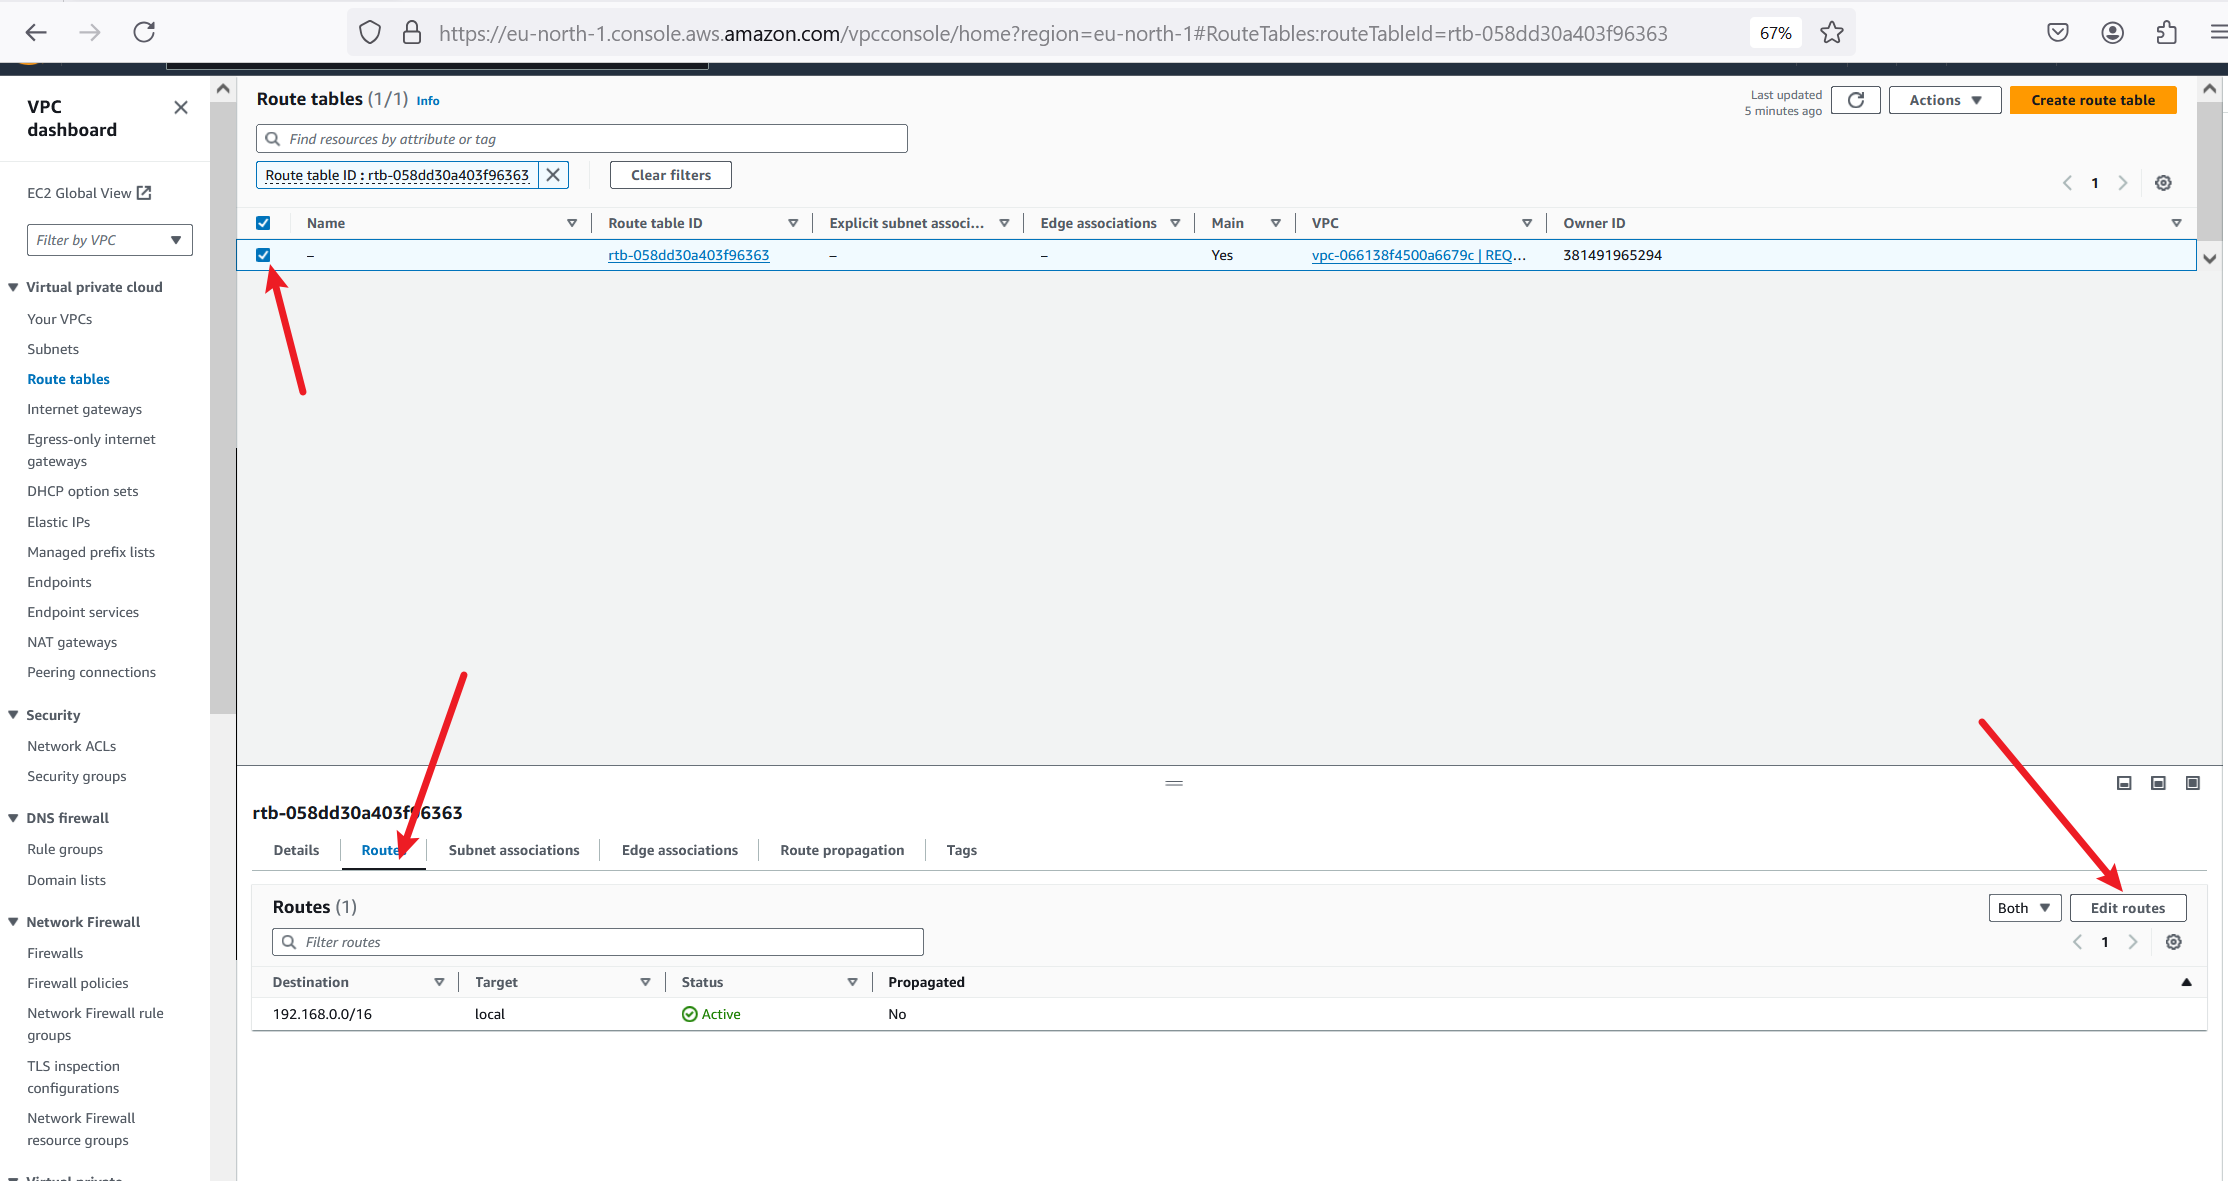 https://eu-north-1.console.aws.amazon.com/vpcconsole/home?region=eu-north-1#RouteTables:routeTableId=rtb-058dd30a403f96363
67%
VPC
dashboard
EC2 Global View
Filter by VPC
Virtual private cloud
Your VPCs
Subnets
Route tables
Internet gateways
Egress-only internet
gateways
DHCP option sets
Elastic IPs
Managed prefix lists
Endpoints
Endpoint services
NAT gateways
Peering connections
Security
Network ACLs
Security groups
DNS firewall
Rule groups
Domain lists
Network Firewall
Firewalls
Firewall policies
Network Firewall rule
groups
TLS inspection
configurations
Network Firewall
resource groups
Virtual private
Route tables (1/1) Info
Last updated
5 minutes ago
Actions
Create route table
Find resources by attribute or tag
Route table ID : rtb-058dd30a403f96363
Clear filters
1
Name Route table ID Explicit subnet associ... Edge associations Main VPC Owner ID
– rtb-058dd30a403f96363 – – Yes vpc-066138f4500a6679c | REQ... 381491965294
rtb-058dd30a403f96363
Details Routes Subnet associations Edge associations Route propagation Tags
Routes (1)
Both
Edit routes
Filter routes
1
Destination Target Status Propagated
192.168.0.0/16 local Active No